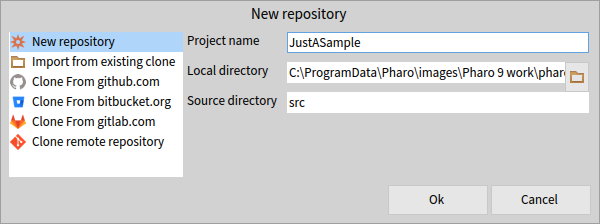 New repository
New repository
Import from existing clone
Clone From github.com
Clone From bitbucket.org
Clone From gitlab.com
Clone remote repository
Project name JustASample
Local directory C:\ProgramData\Pharo\images\Pharo 9 work\pharo
Source directory src
Ok Cancel